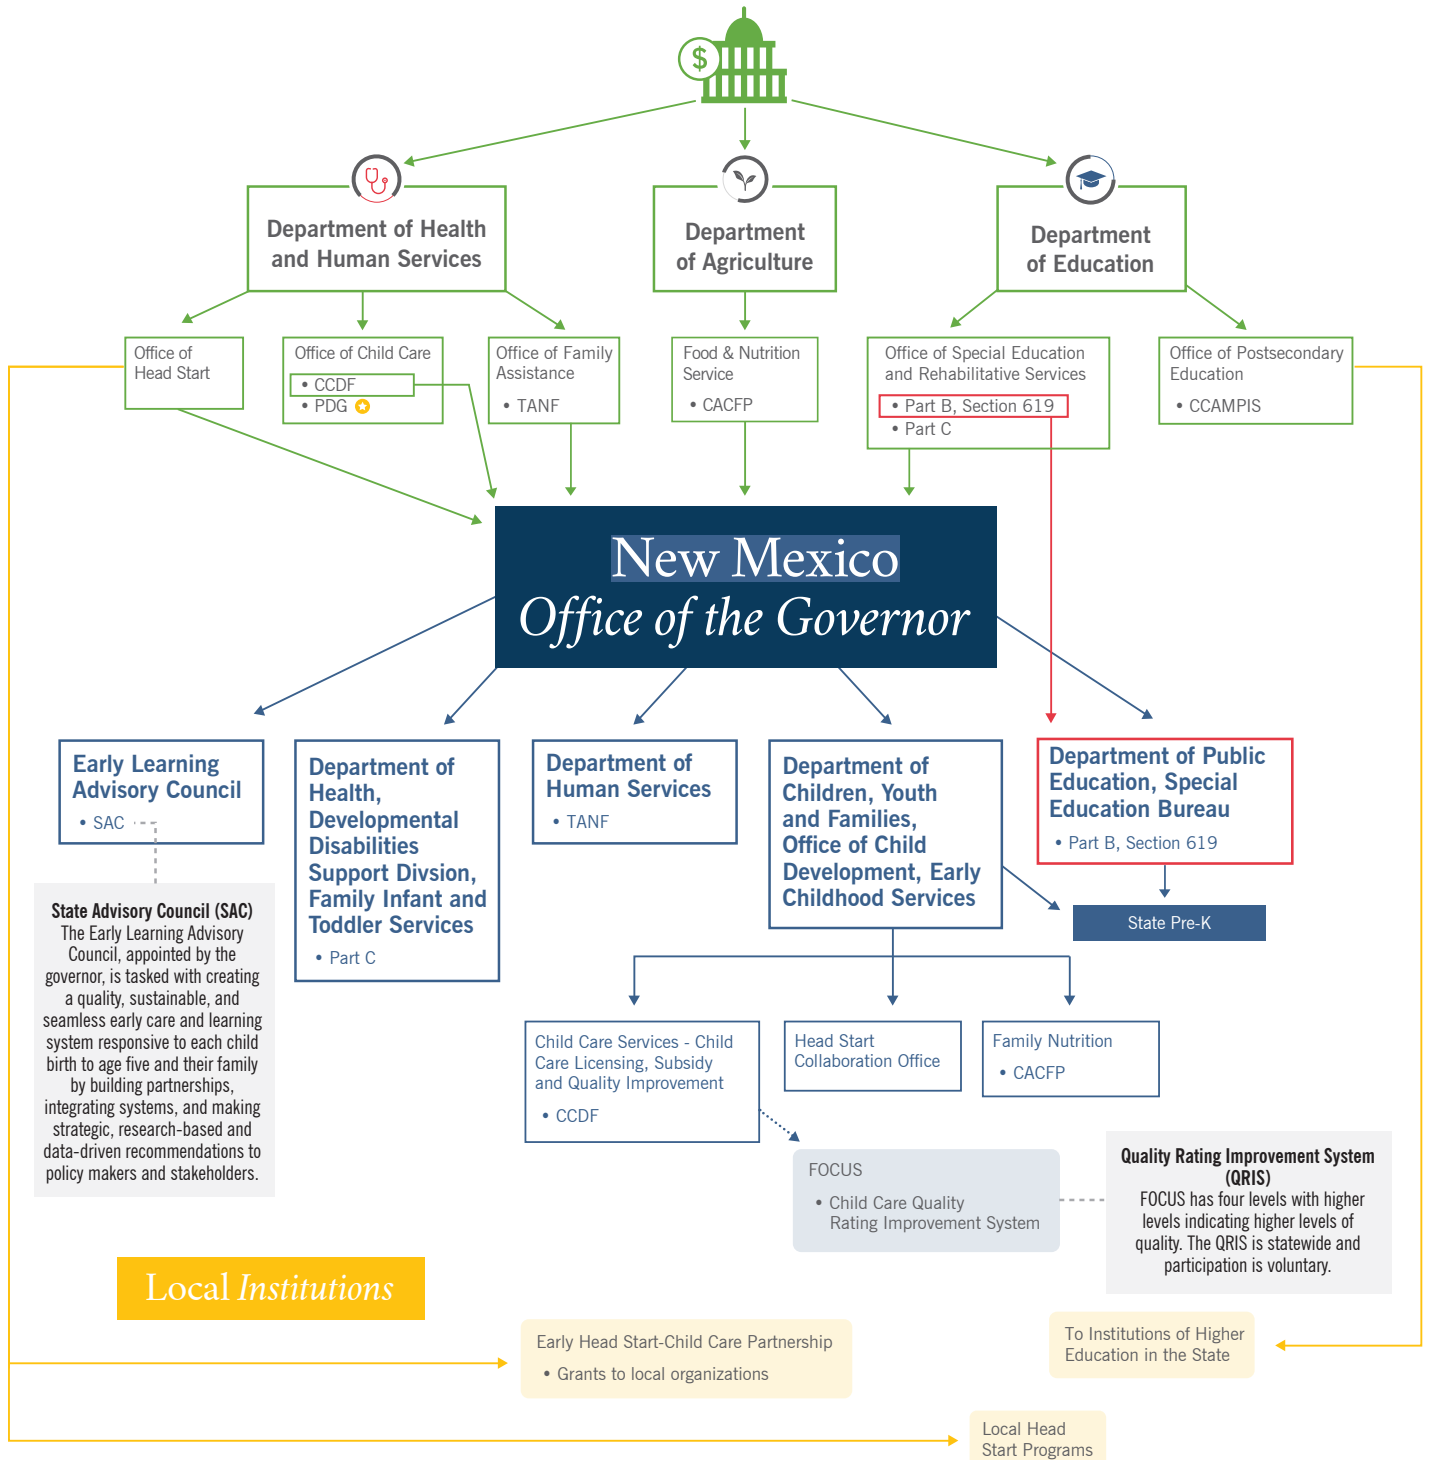 $
Department of Health
and Human Services
Department
of Agriculture
Department
of Education
Office of
Head Start
Office of Child Care
• CCDF
• PDG
Office of Family
Assistance
• TANF
Food & Nutrition
Service
• CACFP
Office of Special Education
and Rehabilitative Services
• Part B, Section 619
• Part C
Office of Postsecondary
Education
• CCAMPIS
New Mexico
Office of the Governor
Early Learning
Advisory Council
• SAC
Department of
Health,
Developmental
Disabilities
Support Divsion,
Family Infant and
Toddler Services
• Part C
Department of
Human Services
• TANF
Department of
Children, Youth
and Families,
Office of Child
Development, Early
Childhood Services
Department of Public
Education, Special
Education Bureau
• Part B, Section 619
State Pre-K
State Advisory Council (SAC)
The Early Learning Advisory
Council, appointed by the
governor, is tasked with creating
a quality, sustainable, and
seamless early care and learning
system responsive to each child
birth to age five and their family
by building partnerships,
integrating systems, and making
strategic, research-based and
data-driven recommendations to
policy makers and stakeholders.
Child Care Services - Child
Care Licensing, Subsidy
and Quality Improvement
• CCDF
Head Start
Collaboration Office
Family Nutrition
• CACFP
FOCUS
• Child Care Quality
Rating Improvement System
Quality Rating Improvement System
(QRIS)
FOCUS has four levels with higher
levels indicating higher levels of
quality. The QRIS is statewide and
participation is voluntary.
Local Institutions
Early Head Start-Child Care Partnership
• Grants to local organizations
To Institutions of Higher
Education in the State
Local Head
Start Programs